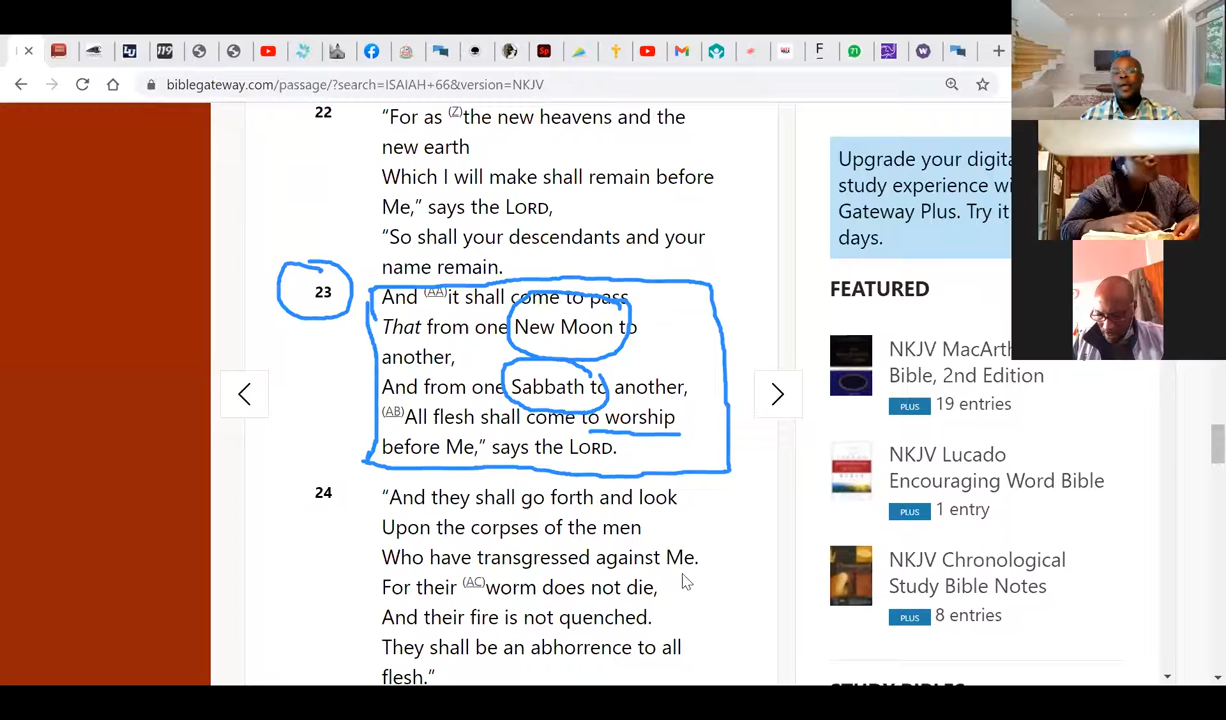 biblegateway.com/passage/?search=ISAIAH+66&version=NKJV
22
“For as (Z)the new heavens and the
new earth
Which I will make shall remain before
Me,” says the LORD,
“So shall your descendants and your
name remain.
23
And (AA)it shall come to pass
That from one New Moon to
another,
And from one Sabbath to another,
(AB)All flesh shall come to worship
before Me,” says the LORD.
24
“And they shall go forth and look
Upon the corpses of the men
Who have transgressed against Me.
For their (AC)worm does not die,
And their fire is not quenched.
They shall be an abhorrence to all
flesh.”
Upgrade your digita
study experience wi
Gateway Plus. Try it
days.
FEATURED
NKJV MacArth
Bible, 2nd Edition
PLUS 19 entries
NKJV Lucado
Encouraging Word Bible
PLUS 1 entry
NKJV Chronological
Study Bible Notes
PLUS 8 entries
STUDY BIBLES
LU
119
Sp
F
71
W